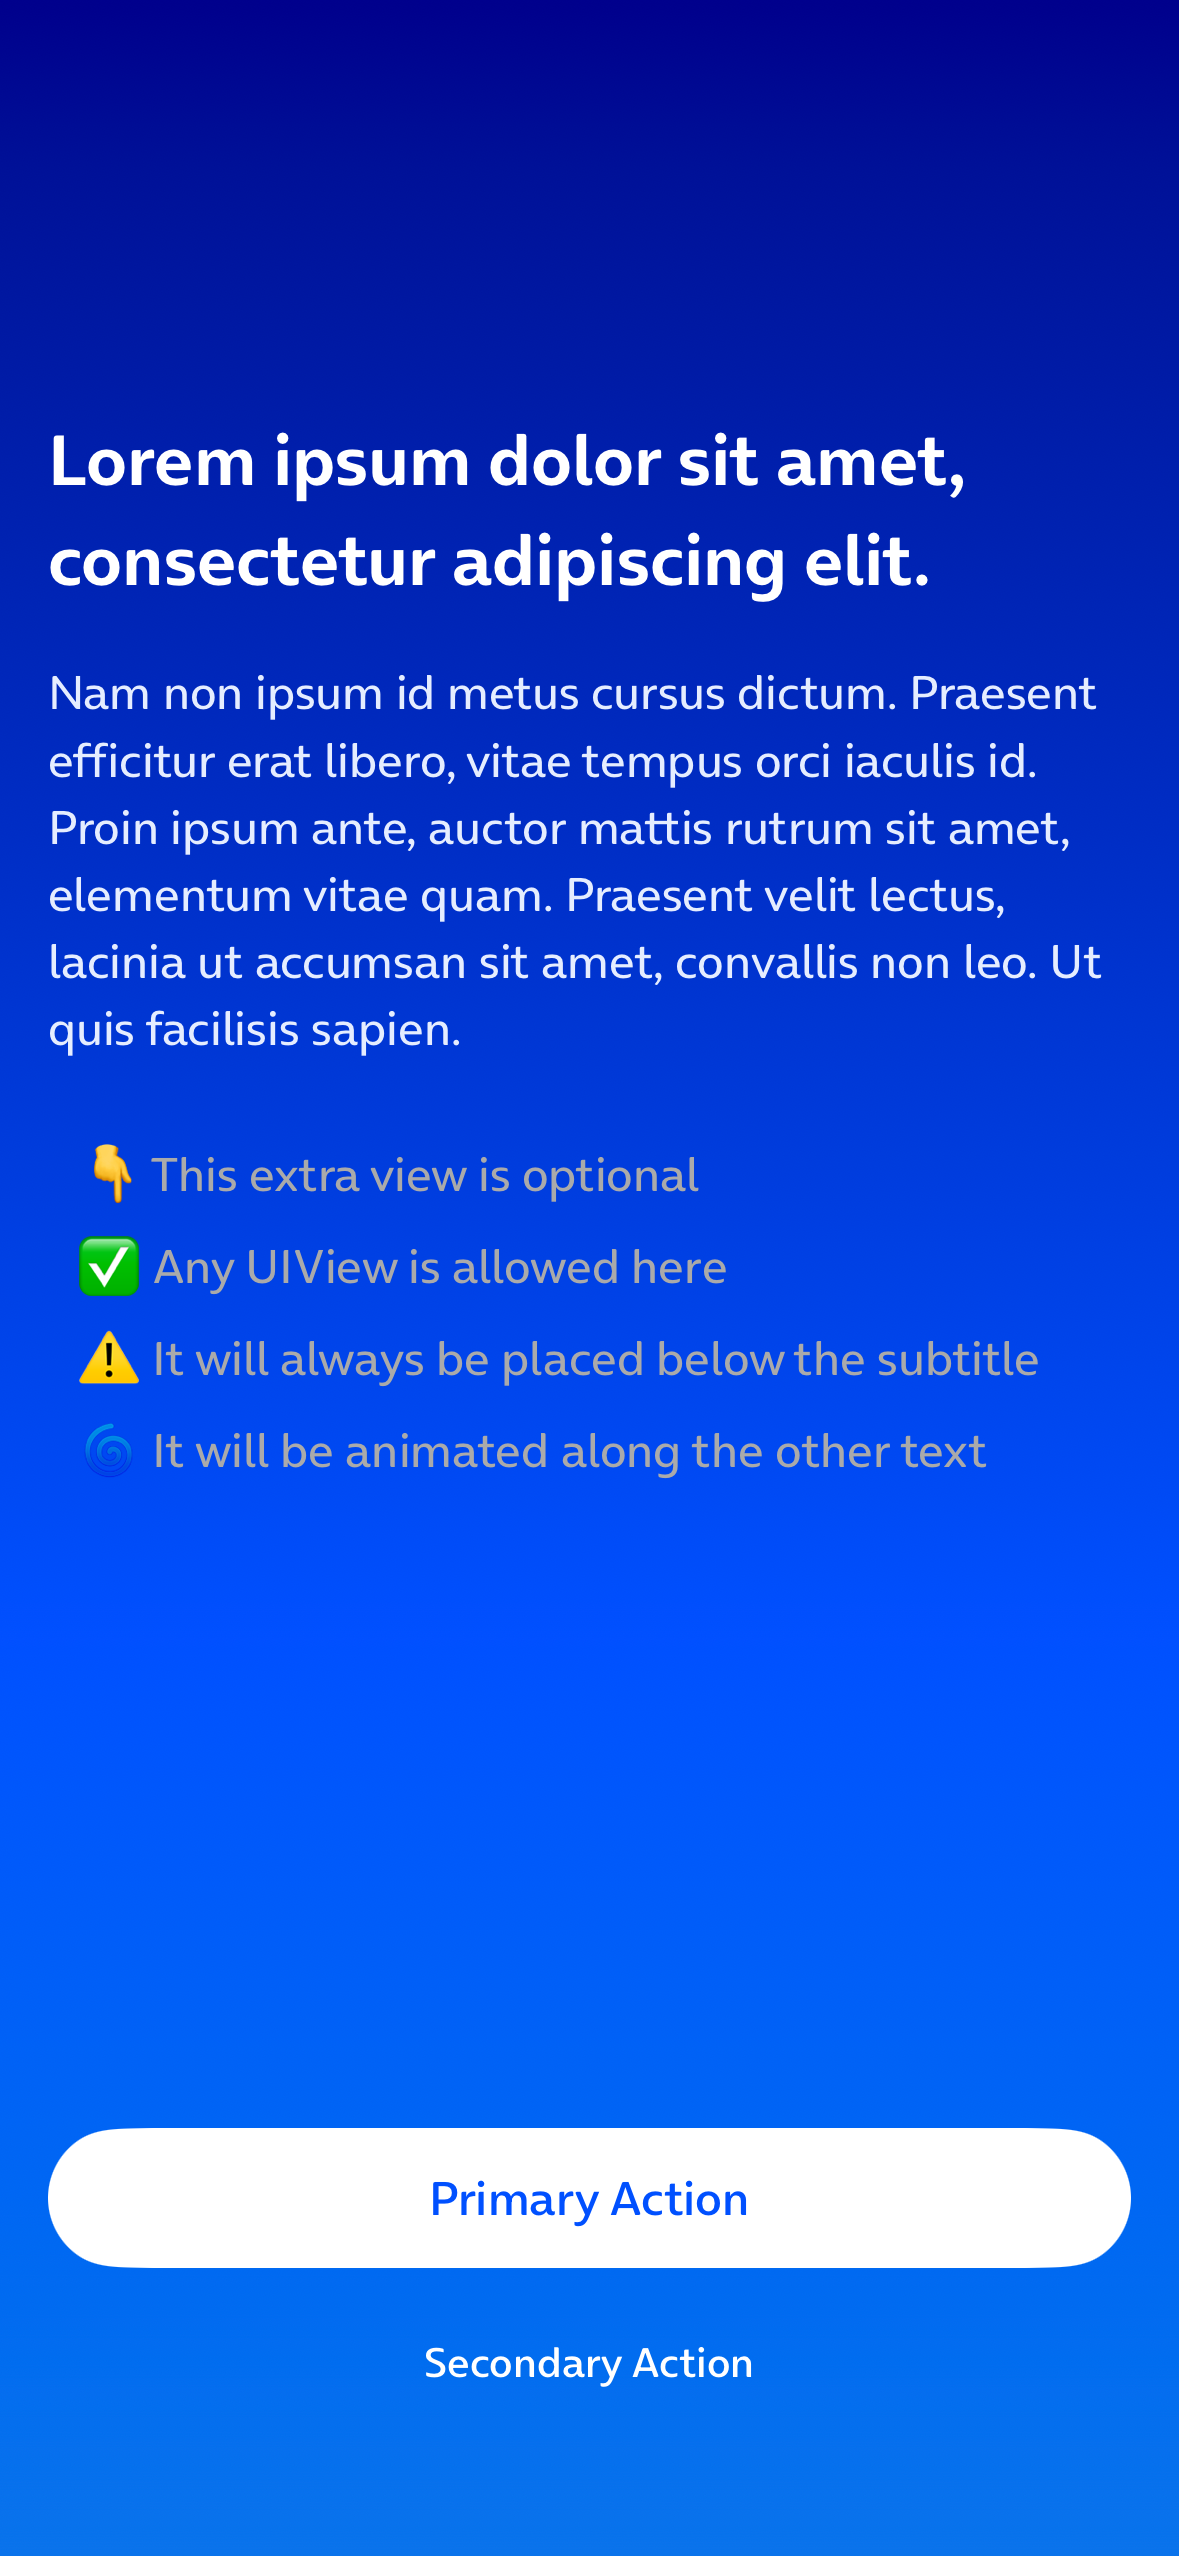 Lorem ipsum dolor sit amet,
consectetur adipiscing elit.
Nam non ipsum id metus cursus dictum. Praesent
efficitur erat libero, vitae tempus orci iaculis id.
Proin ipsum ante, auctor mattis rutrum sit amet,
elementum vitae quam. Praesent velit lectus,
lacinia ut accumsan sit amet, convallis non leo. Ut
quis facilisis sapien.
👇 This extra view is optional
✅ Any UIView is allowed here
⚠️ It will always be placed below the subtitle
🌀 It will be animated along the other text
Primary Action
Secondary Action